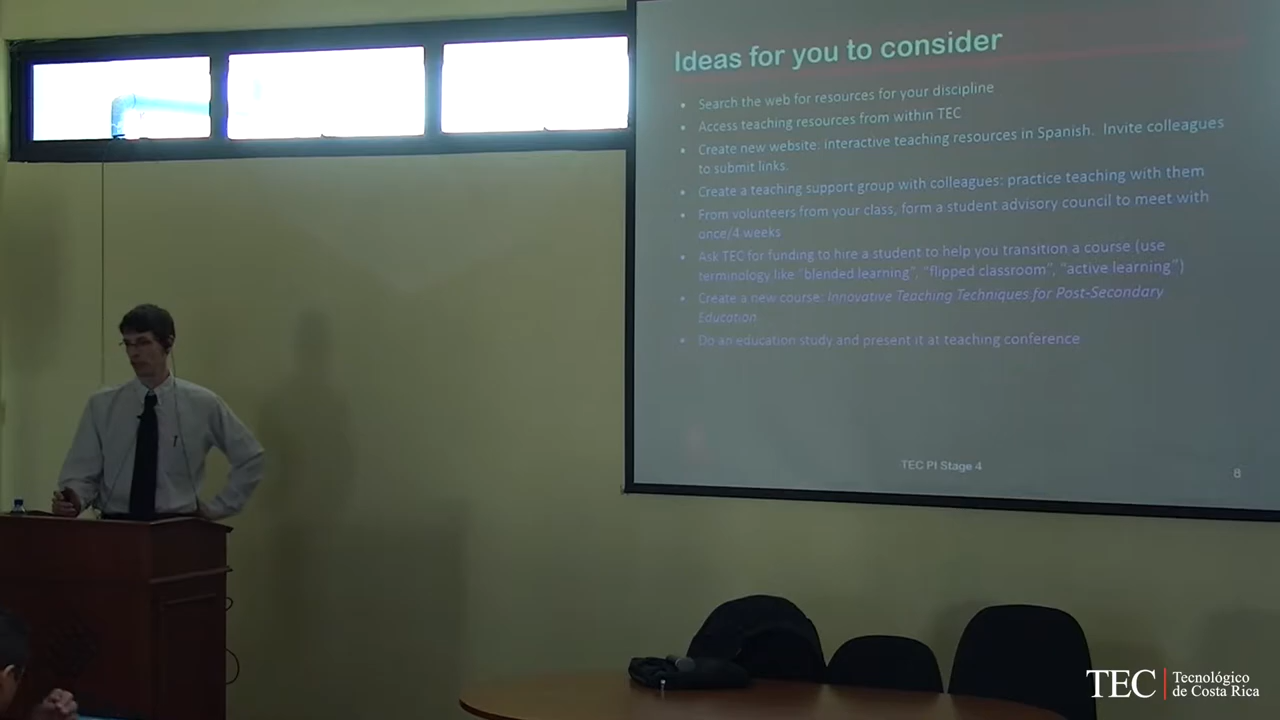 Ideas for you to consider
• Search the web for resources for your discipline
• Access teaching resources from within TEC
• Create new website: interactive teaching resources in Spanish. Invite colleagues
to submit links.
• Create a teaching support group with colleagues: practice teaching with them
• From volunteers from your class, form a student advisory council to meet with
once/4 weeks
• Ask TEC for funding to hire a student to help you transition a course (use
terminology like "blended learning", "flipped classroom", "active learning")
• Create a new course: Innovative Teaching Techniques for Post-Secondary
Education
• Do an education study and present it at teaching conference
TEC PI Stage 4
8
TEC | Tecnológico
de Costa Rica